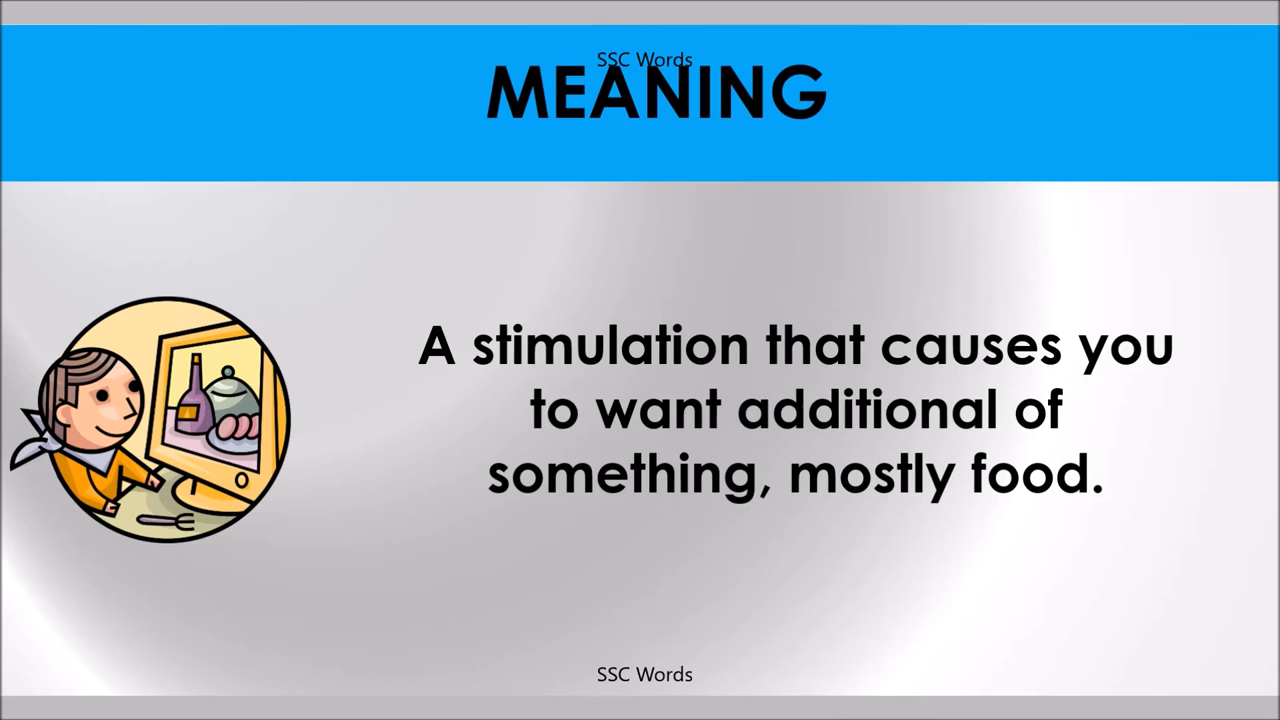 SSC Words
MEANING
A stimulation that causes you
to want additional of
something, mostly food.
SSC Words